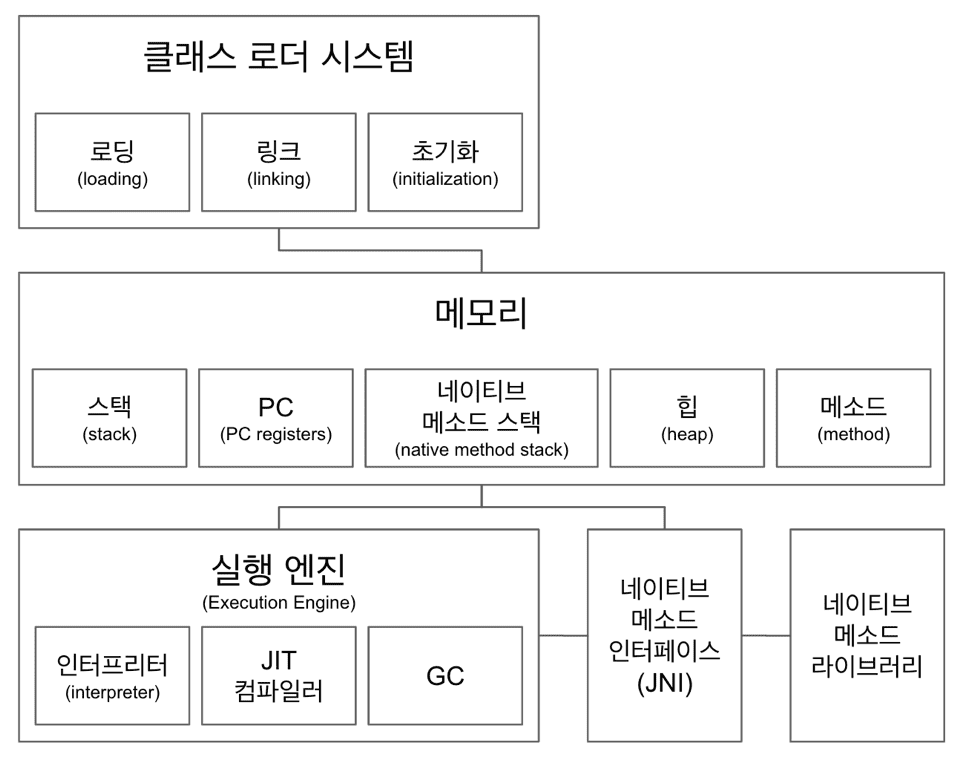 클래스 로더 시스템
로딩
(loading)
링크
(linking)
초기화
(initialization)
메모리
스택
(stack)
PC
(PC registers)
네이티브
메소드 스택
(native method stack)
힙
(heap)
메소드
(method)
실행 엔진
(Execution Engine)
인터프리터
(interpreter)
JIT
컴파일러
GC
네이티브
메소드
인터페이스
(JNI)
네이티브
메소드
라이브러리